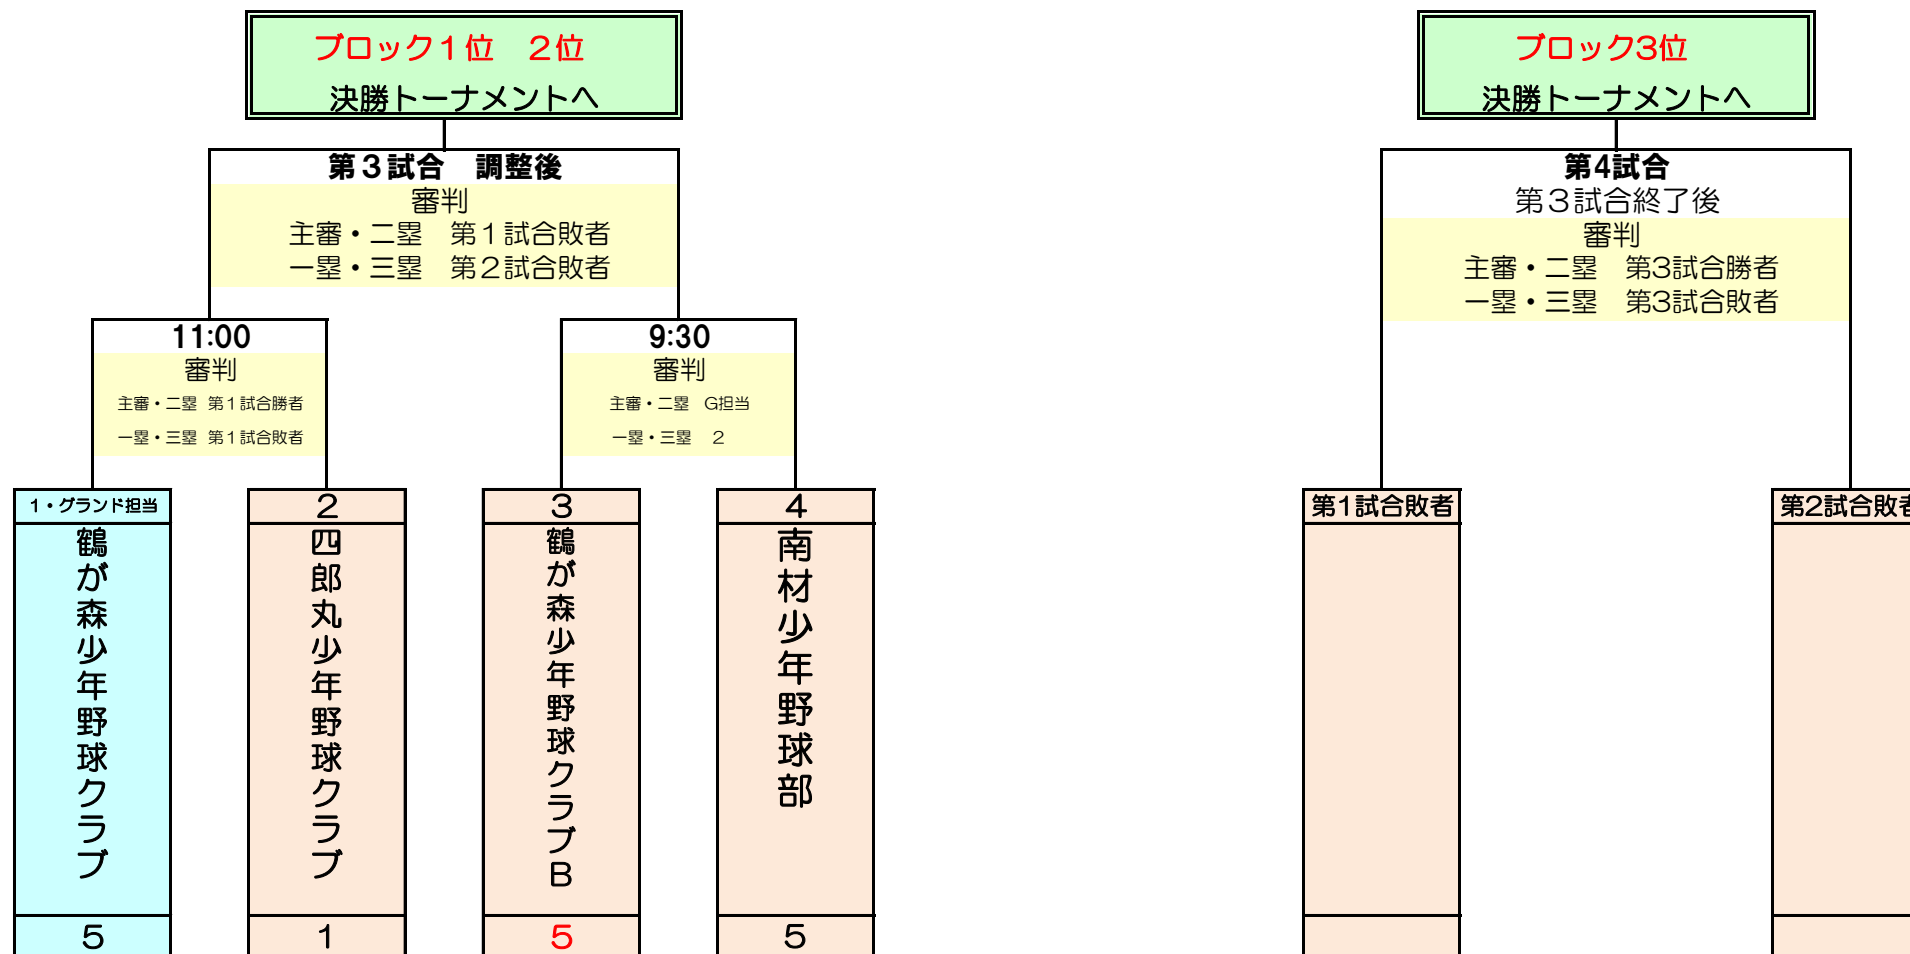 ブロック１位　２位
決勝トーナメントへ
第３試合　調整後
審判
主審・二塁　第１試合敗者
一塁・三塁　第２試合敗者
11:00
審判
主審・二塁 第１試合勝者
一塁・三塁 第１試合敗者
9:30
審判
主審・二塁　G担当
一塁・三塁　２
1・グランド担当
鶴が森少年野球クラブ
5
2
四郎丸少年野球クラブ
1
3
鶴が森少年野球クラブB
5
4
南材少年野球部
5
ブロック3位
決勝トーナメントへ
第4試合
第３試合終了後
審判
主審・二塁　第3試合勝者
一塁・三塁　第3試合敗者
第1試合敗者
第2試合敗者